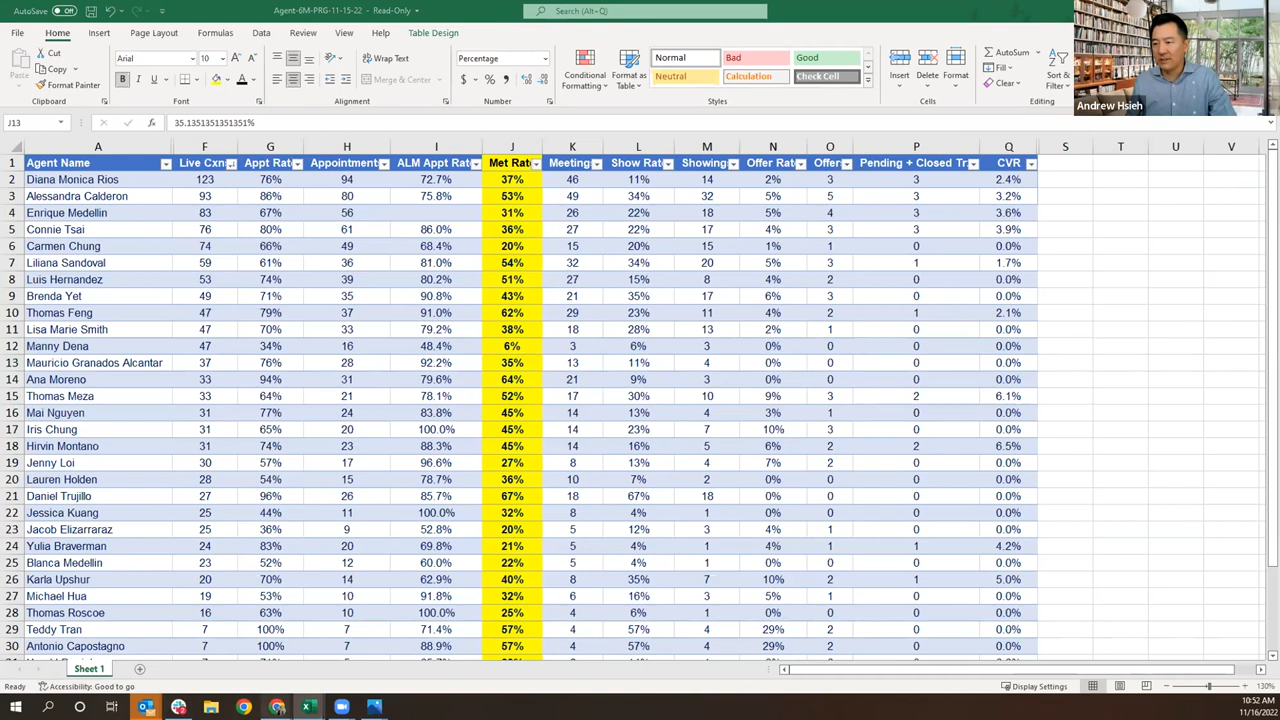 AutoSave Off Agent-6M-PRG-11-15-22 - Read-Only Search (Alt+Q)
File Home Insert Page Layout Formulas Data Review View Help Table Design
Paste Cut Copy Format Painter Clipboard
Arial 10 B I U A Font
Wrap Text Merge & Center Alignment
Percentage $ % Number
Conditional Formatting Format as Table
Normal Bad Good Neutral Calculation Check Cell Styles
Insert Delete Format Cells
AutoSum Fill Clear Sort & Editing
Andrew Hsieh
J13 fx 35.1351351351351%
A F G H I J K L M N O P Q S T U V
1 Agent Name Live Cxn Appt Rat Appointment ALM Appt Rat Met Rat Meeting Show Rat Showing Offer Rat Offer Pending + Closed Tr CVR
2 Diana Monica Rios 123 76% 94 72.7% 37% 46 11% 14 2% 3 3 2.4%
3 Alessandra Calderon 93 86% 80 75.8% 53% 49 34% 32 5% 5 3 3.2%
4 Enrique Medellin 83 67% 56 31% 26 22% 18 5% 4 3 3.6%
5 Connie Tsai 76 80% 61 86.0% 36% 27 22% 17 4% 3 3 3.9%
6 Carmen Chung 74 66% 49 68.4% 20% 15 20% 15 1% 1 0 0.0%
7 Liliana Sandoval 59 61% 36 81.0% 54% 32 34% 20 5% 3 1 1.7%
8 Luis Hernandez 53 74% 39 80.2% 51% 27 15% 8 4% 2 0 0.0%
9 Brenda Yet 49 71% 35 90.8% 43% 21 35% 17 6% 3 0 0.0%
10 Thomas Feng 47 79% 37 91.0% 62% 29 23% 11 4% 2 1 2.1%
11 Lisa Marie Smith 47 70% 33 79.2% 38% 18 28% 13 2% 1 0 0.0%
12 Manny Dena 47 34% 16 48.4% 6% 3 6% 3 0% 0 0 0.0%
13 Mauricio Granados Alcantar 37 76% 28 92.2% 35% 13 11% 4 0% 0 0 0.0%
14 Ana Moreno 33 94% 31 79.6% 64% 21 9% 3 0% 0 0 0.0%
15 Thomas Meza 33 64% 21 78.1% 52% 17 30% 10 9% 3 2 6.1%
16 Mai Nguyen 31 77% 24 83.8% 45% 14 13% 4 3% 1 0 0.0%
17 Iris Chung 31 65% 20 100.0% 45% 14 23% 7 10% 3 0 0.0%
18 Hirvin Montano 31 74% 23 88.3% 45% 14 16% 5 6% 2 2 6.5%
19 Jenny Loi 30 57% 17 96.6% 27% 8 13% 4 7% 2 0 0.0%
20 Lauren Holden 28 54% 15 78.7% 36% 10 7% 2 0% 0 0 0.0%
21 Daniel Trujillo 27 96% 26 85.7% 67% 18 67% 18 0% 0 0 0.0%
22 Jessica Kuang 25 44% 11 100.0% 32% 8 4% 1 0% 0 0 0.0%
23 Jacob Elizarraraz 25 36% 9 52.8% 20% 5 12% 3 4% 1 0 0.0%
24 Yulia Braverman 24 83% 20 69.8% 21% 5 4% 1 4% 1 1 4.2%
25 Blanca Medellin 23 52% 12 60.0% 22% 5 4% 1 0% 0 0 0.0%
26 Karla Upshur 20 70% 14 62.9% 40% 8 35% 7 10% 2 1 5.0%
27 Michael Hua 19 53% 10 91.8% 32% 6 16% 3 5% 1 0 0.0%
28 Thomas Roscoe 16 63% 10 100.0% 25% 4 6% 1 0% 0 0 0.0%
29 Teddy Tran 7 100% 7 71.4% 57% 4 57% 4 29% 2 0 0.0%
30 Antonio Capostagno 7 100% 7 88.9% 57% 4 57% 4 29% 2 0 0.0%
Sheet 1
Ready Accessibility: Good to go Display Settings 130%
10:52 AM
11/16/2022